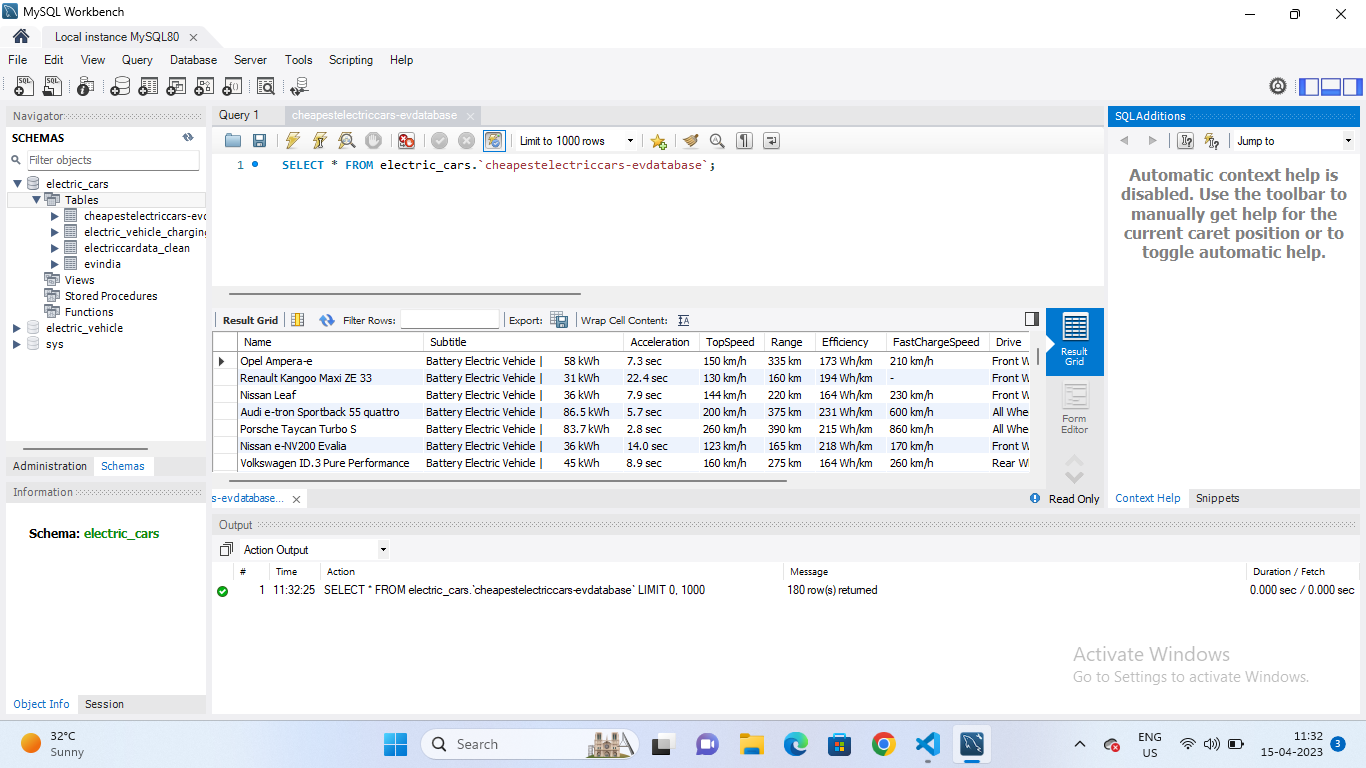 MySQL Workbench
Local instance MySQL80
File Edit View Query Database Server Tools Scripting Help
Navigator
SCHEMAS
Filter objects
electric_cars
Tables
cheapestelectriccars-evd
electric_vehicle_charging
electriccardata_clean
evindia
Views
Stored Procedures
Functions
electric_vehicle
sys
Administration Schemas
Information
Schema: electric_cars
Object Info Session
Query 1 cheapestelectriccars-evdatabase
Limit to 1000 rows
1 SELECT * FROM electric_cars.`cheapestelectriccars-evdatabase`;
Result Grid Filter Rows: Export: Wrap Cell Content:
Name Subtitle Acceleration TopSpeed Range Efficiency FastChargeSpeed Drive
Opel Ampera-e Battery Electric Vehicle | 58 kWh 7.3 sec 150 km/h 335 km 173 Wh/km 210 km/h Front W
Renault Kangoo Maxi ZE 33 Battery Electric Vehicle | 31 kWh 22.4 sec 130 km/h 160 km 194 Wh/km - Front W
Nissan Leaf Battery Electric Vehicle | 36 kWh 7.9 sec 144 km/h 220 km 164 Wh/km 230 km/h Front W
Audi e-tron Sportback 55 quattro Battery Electric Vehicle | 86.5 kWh 5.7 sec 200 km/h 375 km 231 Wh/km 600 km/h All Whe
Porsche Taycan Turbo S Battery Electric Vehicle | 83.7 kWh 2.8 sec 260 km/h 390 km 215 Wh/km 860 km/h All Whe
Nissan e-NV200 Evalia Battery Electric Vehicle | 36 kWh 14.0 sec 123 km/h 165 km 218 Wh/km 170 km/h Front W
Volkswagen ID.3 Pure Performance Battery Electric Vehicle | 45 kWh 8.9 sec 160 km/h 275 km 164 Wh/km 260 km/h Rear W
Result
Grid
Form
Editor
s-evdatabase...
Read Only
SQLAdditions
Jump to
Automatic context help is
disabled. Use the toolbar to
manually get help for the
current caret position or to
toggle automatic help.
Context Help Snippets
Output
Action Output
# Time Action Message Duration / Fetch
1 11:32:25 SELECT * FROM electric_cars.`cheapestelectriccars-evdatabase` LIMIT 0, 1000 180 row(s) returned 0.000 sec / 0.000 sec
Activate Windows
Go to Settings to activate Windows.
32°C
Sunny
Search
ENG
US
11:32
15-04-2023
3